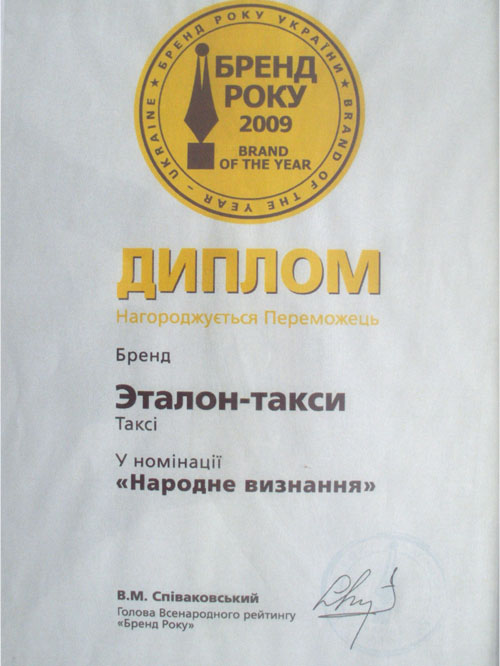 БРЕНД РОКУ УКРАЇНИ
BRAND OF THE YEAR - UKRAINE
БРЕНД
РОКУ
2009
BRAND
OF THE YEAR
ДИПЛОМ
Нагороджується Переможець
Бренд
Эталон-такси
Таксі
У номінації
«Народне визнання»
В.М. Співаковський
Голова Всенародного рейтингу
«Бренд Року»